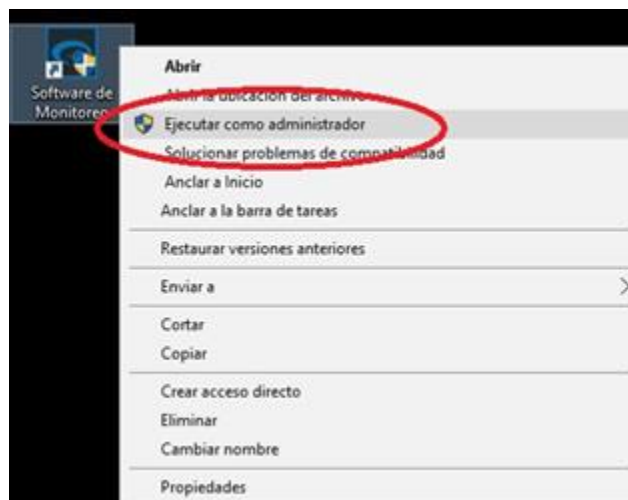 Software de
Monitoreo
Abrir
Abrir la ubicación del archivo
Ejecutar como administrador
Solucionar problemas de compatibilidad
Anclar a Inicio
Anclar a la barra de tareas
Restaurar versiones anteriores
Enviar a
Cortar
Copiar
Crear acceso directo
Eliminar
Cambiar nombre
Propiedades